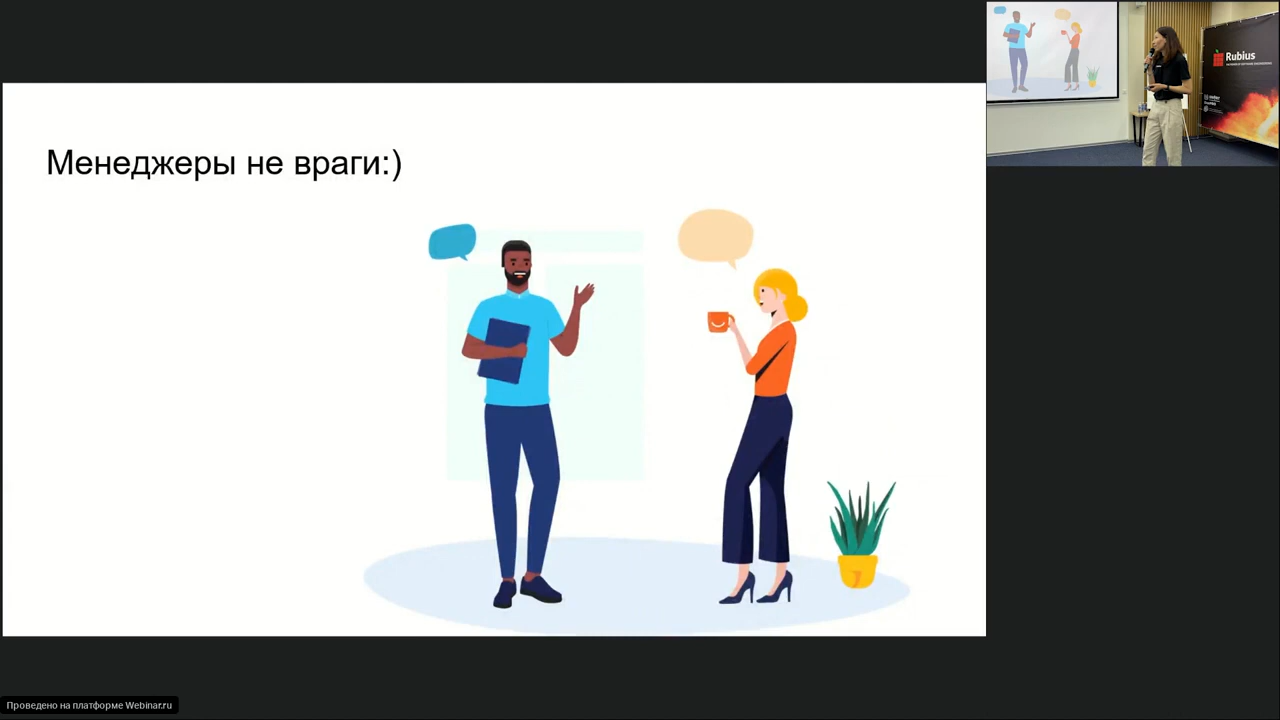 Менеджеры не враги:)
Rubius
Проведено на платформе Webinar.ru